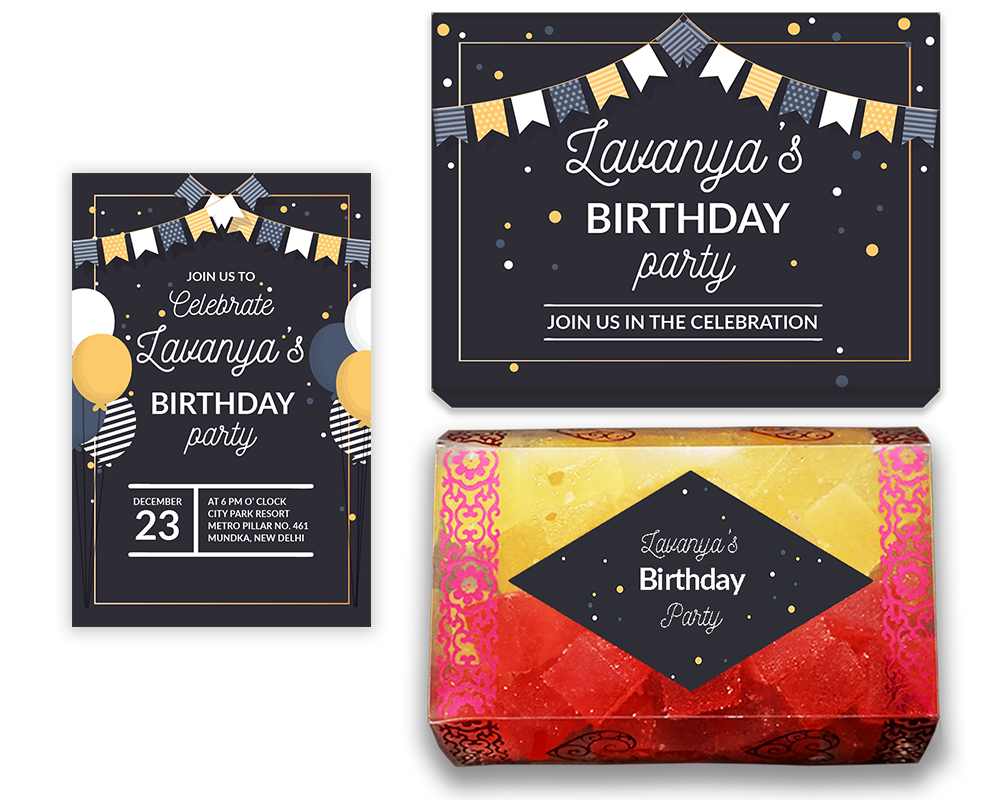 JOIN US TO
Celebrate
Lavanya's
BIRTHDAY
party
DECEMBER
23
AT 6 PM O' CLOCK
CITY PARK RESORT
METRO PILLAR NO. 461
MUNDKA, NEW DELHI
Lavanya's
BIRTHDAY
party
JOIN US IN THE CELEBRATION
Lavanya's
Birthday
Party